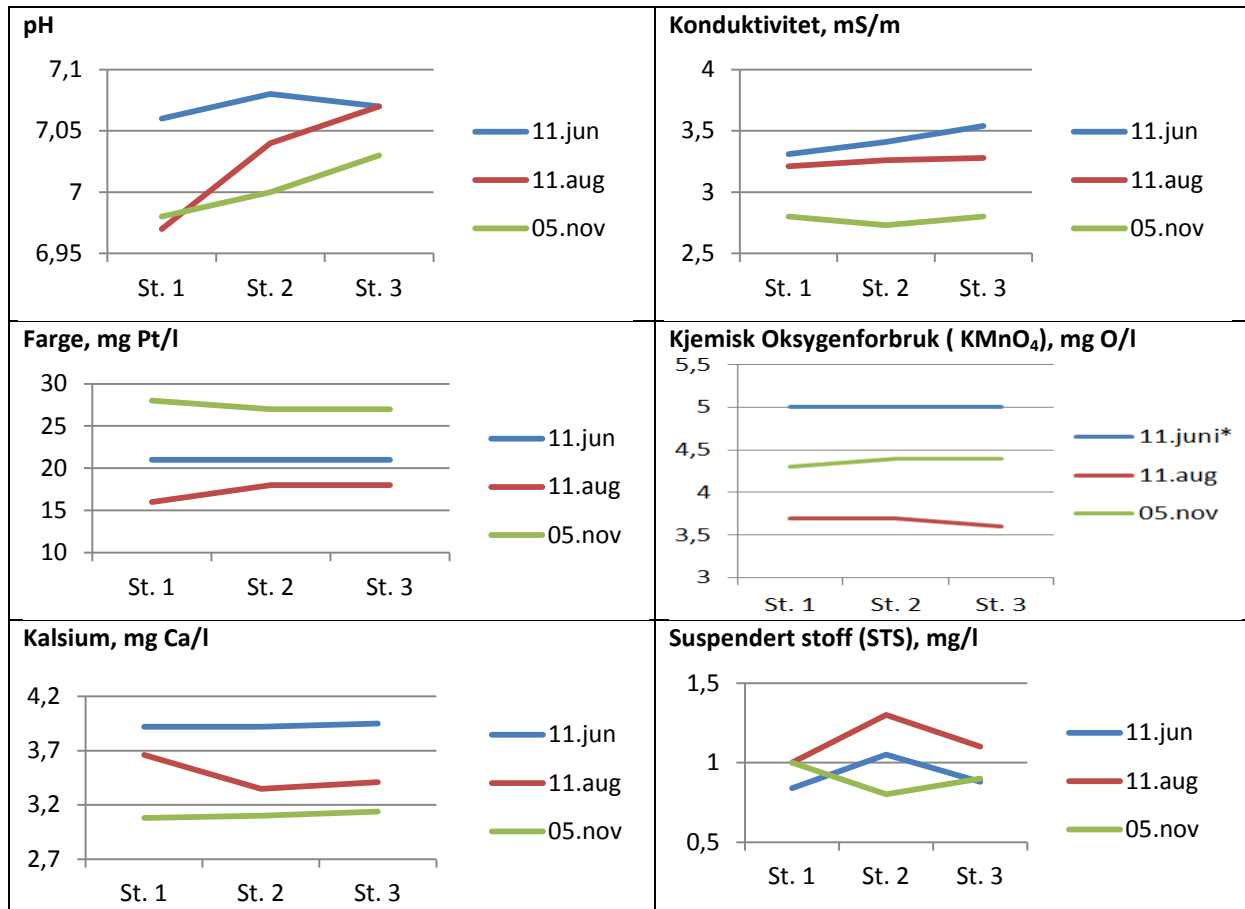 pH
7,1
7,05
7
6,95
St. 1 St. 2 St. 3
11.jun
11.aug
05.nov
Konduktivitet, mS/m
4
3,5
3
2,5
St. 1 St. 2 St. 3
11.jun
11.aug
05.nov
Farge, mg Pt/l
30
25
20
15
10
St. 1 St. 2 St. 3
11.jun
11.aug
05.nov
Kjemisk Oksygenforbruk ( KMnO₄), mg O/l
5,5
5
4,5
4
3,5
3
St. 1 St. 2 St. 3
11.juni*
11.aug
05.nov
Kalsium, mg Ca/l
4,2
3,7
3,2
2,7
St. 1 St. 2 St. 3
11.jun
11.aug
05.nov
Suspendert stoff (STS), mg/l
1,5
1
0,5
St. 1 St. 2 St. 3
11.jun
11.aug
05.nov